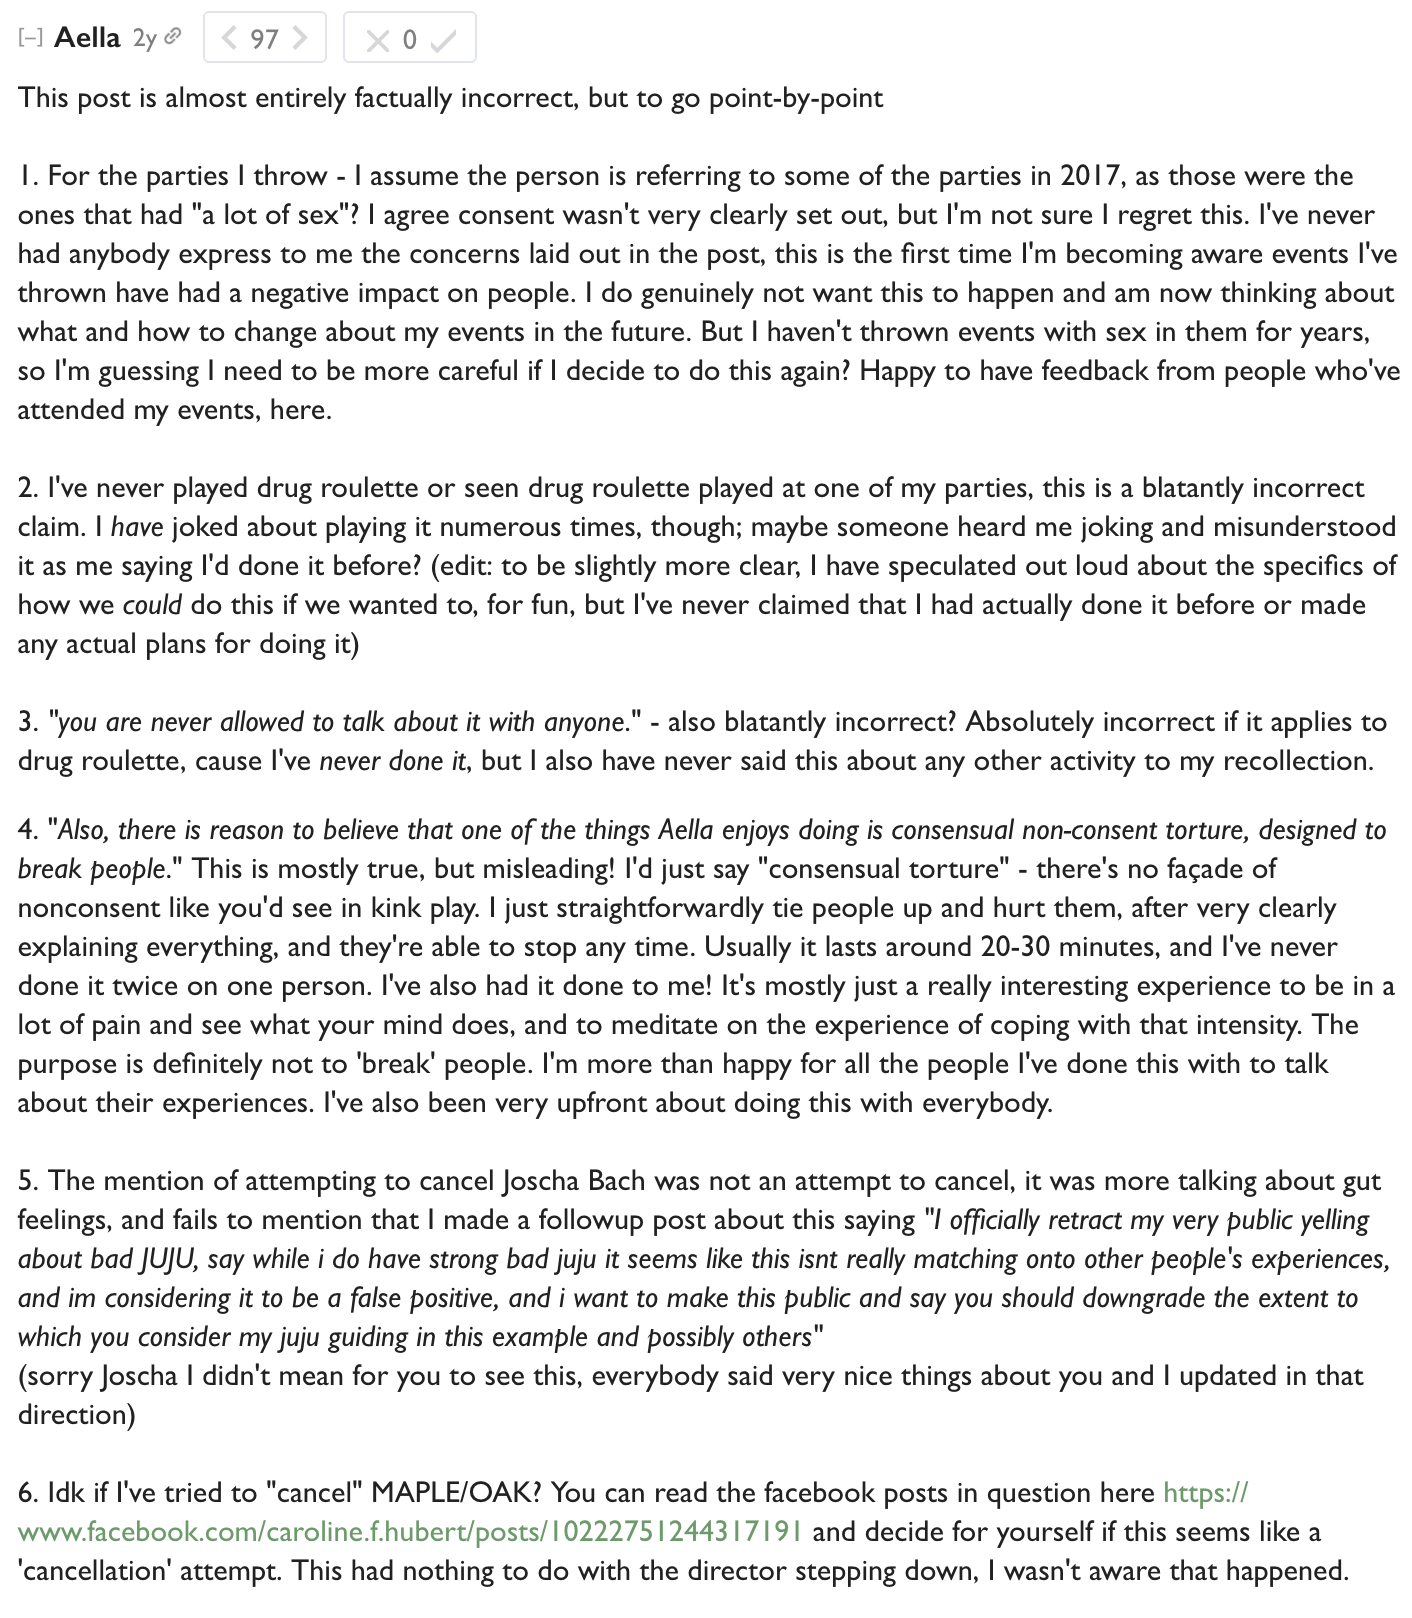 [-] Aella 2y 97 0
This post is almost entirely factually incorrect, but to go point-by-point
1. For the parties I throw - I assume the person is referring to some of the parties in 2017, as those were the
ones that had "a lot of sex"? I agree consent wasn't very clearly set out, but I'm not sure I regret this. I've never
had anybody express to me the concerns laid out in the post, this is the first time I'm becoming aware events I've
thrown have had a negative impact on people. I do genuinely not want this to happen and am now thinking about
what and how to change about my events in the future. But I haven't thrown events with sex in them for years,
so I'm guessing I need to be more careful if I decide to do this again? Happy to have feedback from people who've
attended my events, here.
2. I've never played drug roulette or seen drug roulette played at one of my parties, this is a blatantly incorrect
claim. I have joked about playing it numerous times, though; maybe someone heard me joking and misunderstood
it as me saying I'd done it before? (edit: to be slightly more clear, I have speculated out loud about the specifics of
how we could do this if we wanted to, for fun, but I've never claimed that I had actually done it before or made
any actual plans for doing it)
3. "you are never allowed to talk about it with anyone." - also blatantly incorrect? Absolutely incorrect if it applies to
drug roulette, cause I've never done it, but I also have never said this about any other activity to my recollection.
4. "Also, there is reason to believe that one of the things Aella enjoys doing is consensual non-consent torture, designed to
break people." This is mostly true, but misleading! I'd just say "consensual torture" - there's no façade of
nonconsent like you'd see in kink play. I just straightforwardly tie people up and hurt them, after very clearly
explaining everything, and they're able to stop any time. Usually it lasts around 20-30 minutes, and I've never
done it twice on one person. I've also had it done to me! It's mostly just a really interesting experience to be in a
lot of pain and see what your mind does, and to meditate on the experience of coping with that intensity. The
purpose is definitely not to 'break' people. I'm more than happy for all the people I've done this with to talk
about their experiences. I've also been very upfront about doing this with everybody.
5. The mention of attempting to cancel Joscha Bach was not an attempt to cancel, it was more talking about gut
feelings, and fails to mention that I made a followup post about this saying "I officially retract my very public yelling
about bad JUJU, say while i do have strong bad juju it seems like this isnt really matching onto other people's experiences,
and im considering it to be a false positive, and i want to make this public and say you should downgrade the extent to
which you consider my juju guiding in this example and possibly others"
(sorry Joscha I didn't mean for you to see this, everybody said very nice things about you and I updated in that
direction)
6. Idk if I've tried to "cancel" MAPLE/OAK? You can read the facebook posts in question here https://
www.facebook.com/caroline.f.hubert/posts/10222751244317191 and decide for yourself if this seems like a
'cancellation' attempt. This had nothing to do with the director stepping down, I wasn't aware that happened.